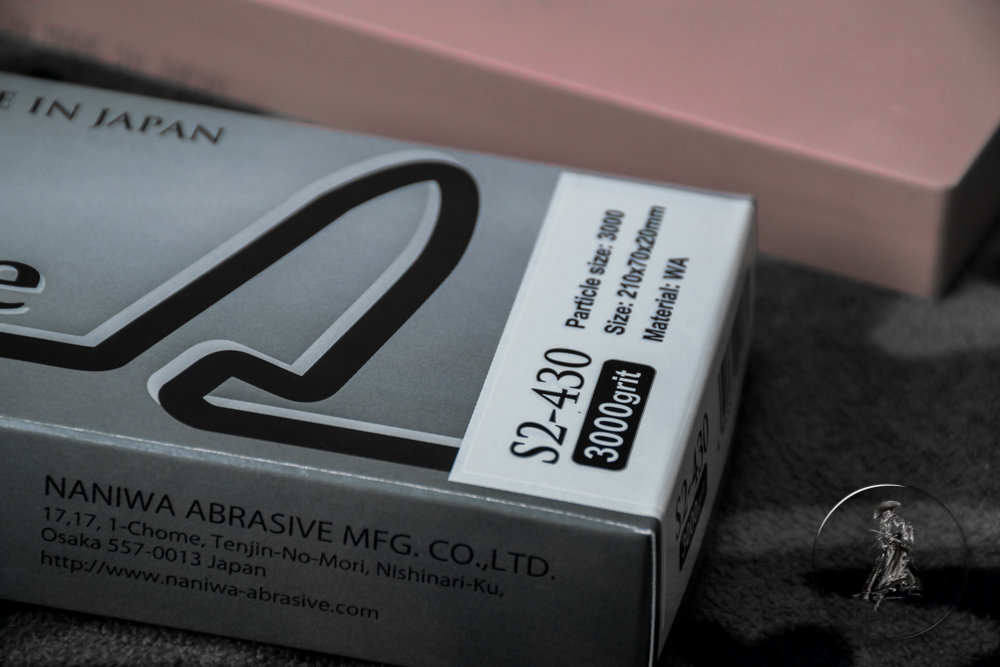 E IN JAPAN
e
S2-430
3000grit
Particle size: 3000
Size: 210x70x20mm
Material: WA
NANIWA ABRASIVE MFG. CO.,LTD.
17,17, 1-Chome, Tenjin-No-Mori, Nishinari-Ku,
Osaka 557-0013 Japan
http://www.naniwa-abrasive.com
S2-430